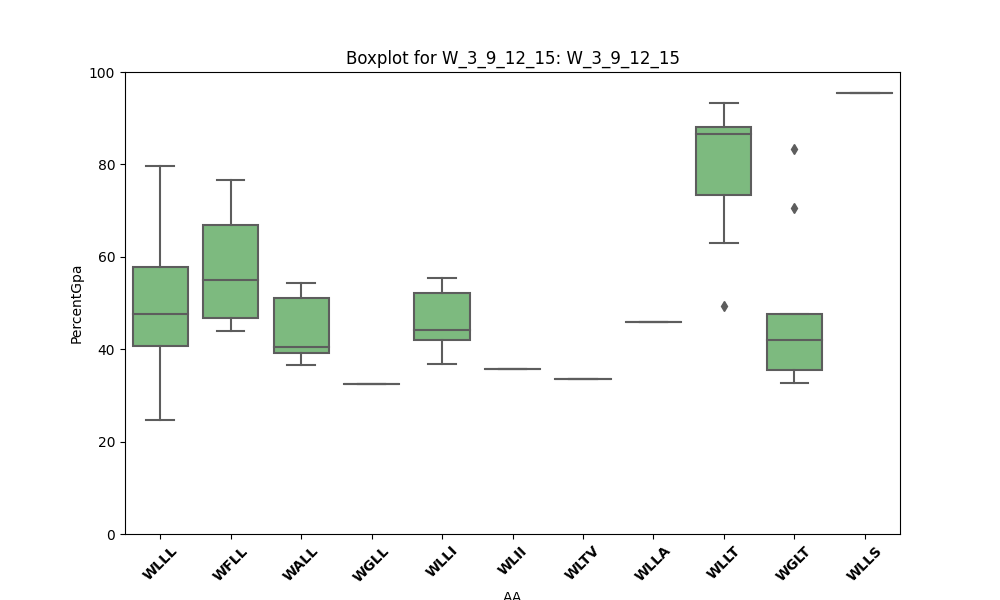 Boxplot for W_3_9_12_15: W_3_9_12_15
100
80
60
40
20
0
PercentGpa
WLLL WFLL WALL WGLL WLLI WLII WLTV WLLA WLLT WGLT WLLS
AA